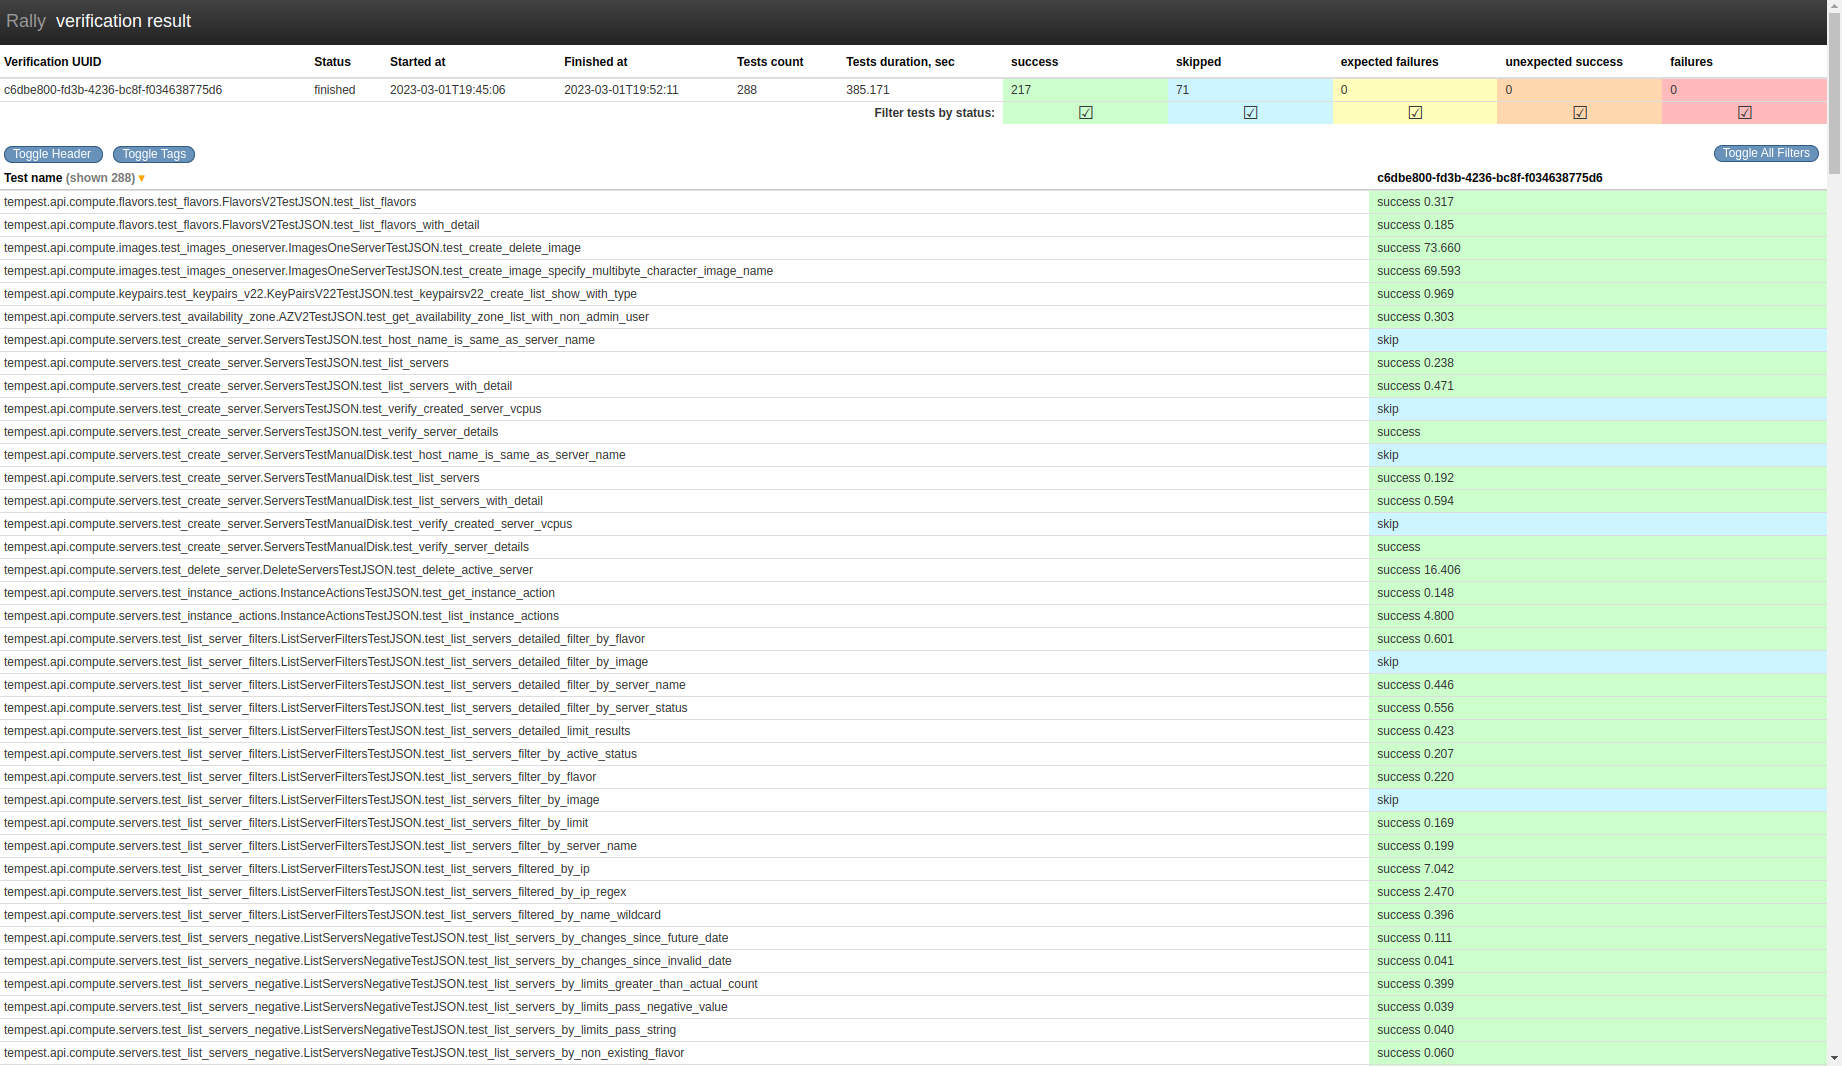 Rally verification result
Verification UUID Status Started at Finished at Tests count Tests duration, sec success skipped expected failures unexpected success failures
c6dbe800-fd3b-4236-bc8f-f034638775d6 finished 2023-03-01T19:45:06 2023-03-01T19:52:11 288 385.171 217 71 0 0 0
Filter tests by status: ☑ ☑ ☑ ☑ ☑
Toggle Header Toggle Tags Toggle All Filters
Test name (shown 288) ▾ c6dbe800-fd3b-4236-bc8f-f034638775d6
tempest.api.compute.flavors.test_flavors.FlavorsV2TestJSON.test_list_flavors success 0.317
tempest.api.compute.flavors.test_flavors.FlavorsV2TestJSON.test_list_flavors_with_detail success 0.185
tempest.api.compute.images.test_images_oneserver.ImagesOneServerTestJSON.test_create_delete_image success 73.660
tempest.api.compute.images.test_images_oneserver.ImagesOneServerTestJSON.test_create_image_specify_multibyte_character_image_name success 69.593
tempest.api.compute.keypairs.test_keypairs_v22.KeyPairsV22TestJSON.test_keypairsv22_create_list_show_with_type success 0.969
tempest.api.compute.servers.test_availability_zone.AZV2TestJSON.test_get_availability_zone_list_with_non_admin_user success 0.303
tempest.api.compute.servers.test_create_server.ServersTestJSON.test_host_name_is_same_as_server_name skip
tempest.api.compute.servers.test_create_server.ServersTestJSON.test_list_servers success 0.238
tempest.api.compute.servers.test_create_server.ServersTestJSON.test_list_servers_with_detail success 0.471
tempest.api.compute.servers.test_create_server.ServersTestJSON.test_verify_created_server_vcpus skip
tempest.api.compute.servers.test_create_server.ServersTestJSON.test_verify_server_details success
tempest.api.compute.servers.test_create_server.ServersTestManualDisk.test_host_name_is_same_as_server_name skip
tempest.api.compute.servers.test_create_server.ServersTestManualDisk.test_list_servers success 0.192
tempest.api.compute.servers.test_create_server.ServersTestManualDisk.test_list_servers_with_detail success 0.594
tempest.api.compute.servers.test_create_server.ServersTestManualDisk.test_verify_created_server_vcpus skip
tempest.api.compute.servers.test_create_server.ServersTestManualDisk.test_verify_server_details success
tempest.api.compute.servers.test_delete_server.DeleteServersTestJSON.test_delete_active_server success 16.406
tempest.api.compute.servers.test_instance_actions.InstanceActionsTestJSON.test_get_instance_action success 0.148
tempest.api.compute.servers.test_instance_actions.InstanceActionsTestJSON.test_list_instance_actions success 4.800
tempest.api.compute.servers.test_list_server_filters.ListServerFiltersTestJSON.test_list_servers_detailed_filter_by_flavor success 0.601
tempest.api.compute.servers.test_list_server_filters.ListServerFiltersTestJSON.test_list_servers_detailed_filter_by_image skip
tempest.api.compute.servers.test_list_server_filters.ListServerFiltersTestJSON.test_list_servers_detailed_filter_by_server_name success 0.446
tempest.api.compute.servers.test_list_server_filters.ListServerFiltersTestJSON.test_list_servers_detailed_filter_by_server_status success 0.556
tempest.api.compute.servers.test_list_server_filters.ListServerFiltersTestJSON.test_list_servers_detailed_limit_results success 0.423
tempest.api.compute.servers.test_list_server_filters.ListServerFiltersTestJSON.test_list_servers_filter_by_active_status success 0.207
tempest.api.compute.servers.test_list_server_filters.ListServerFiltersTestJSON.test_list_servers_filter_by_flavor success 0.220
tempest.api.compute.servers.test_list_server_filters.ListServerFiltersTestJSON.test_list_servers_filter_by_image skip
tempest.api.compute.servers.test_list_server_filters.ListServerFiltersTestJSON.test_list_servers_filter_by_limit success 0.169
tempest.api.compute.servers.test_list_server_filters.ListServerFiltersTestJSON.test_list_servers_filter_by_server_name success 0.199
tempest.api.compute.servers.test_list_server_filters.ListServerFiltersTestJSON.test_list_servers_filtered_by_ip success 7.042
tempest.api.compute.servers.test_list_server_filters.ListServerFiltersTestJSON.test_list_servers_filtered_by_ip_regex success 2.470
tempest.api.compute.servers.test_list_server_filters.ListServerFiltersTestJSON.test_list_servers_filtered_by_name_wildcard success 0.396
tempest.api.compute.servers.test_list_servers_negative.ListServersNegativeTestJSON.test_list_servers_by_changes_since_future_date success 0.111
tempest.api.compute.servers.test_list_servers_negative.ListServersNegativeTestJSON.test_list_servers_by_changes_since_invalid_date success 0.041
tempest.api.compute.servers.test_list_servers_negative.ListServersNegativeTestJSON.test_list_servers_by_limits_greater_than_actual_count success 0.399
tempest.api.compute.servers.test_list_servers_negative.ListServersNegativeTestJSON.test_list_servers_by_limits_pass_negative_value success 0.039
tempest.api.compute.servers.test_list_servers_negative.ListServersNegativeTestJSON.test_list_servers_by_limits_pass_string success 0.040
tempest.api.compute.servers.test_list_servers_negative.ListServersNegativeTestJSON.test_list_servers_by_non_existing_flavor success 0.060